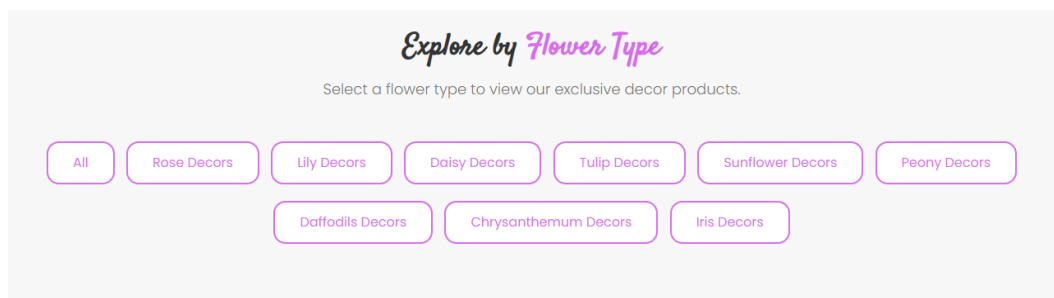 Explore by Flower Type
Select a flower type to view our exclusive decor products.
All Rose Decors Lily Decors Daisy Decors Tulip Decors Sunflower Decors Peony Decors
Daffodils Decors Chrysanthemum Decors Iris Decors